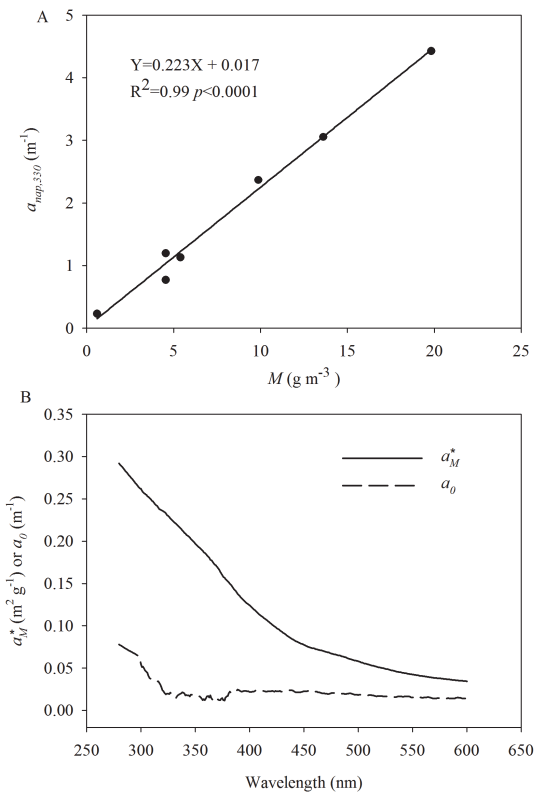 A
Y=0.223X + 0.017
R²=0.99 p<0.0001
a_nap,330 (m⁻¹)
5
4
3
2
1
0
0 5 10 15 20 25
M (g m⁻³)
B
a*_M (m² g⁻¹) or a_0 (m⁻¹)
0.35
0.30
0.25
0.20
0.15
0.10
0.05
0.00
a*_M
a_0
250 300 350 400 450 500 550 600 650
Wavelength (nm)